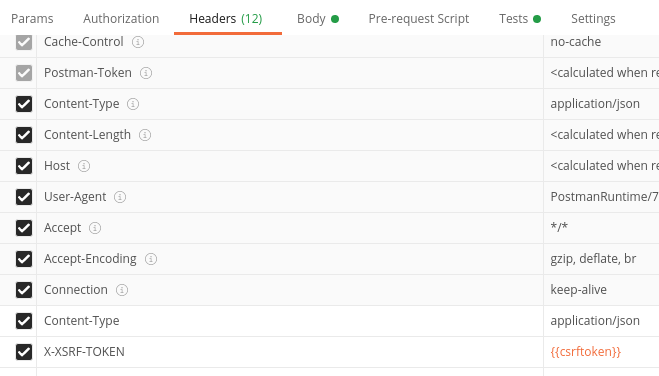 Params Authorization Headers (12) Body Pre-request Script Tests Settings
Cache-Control no-cache
Postman-Token <calculated when re
Content-Type application/json
Content-Length <calculated when re
Host <calculated when re
User-Agent PostmanRuntime/7
Accept */*
Accept-Encoding gzip, deflate, br
Connection keep-alive
Content-Type application/json
X-XSRF-TOKEN {{csrftoken}}